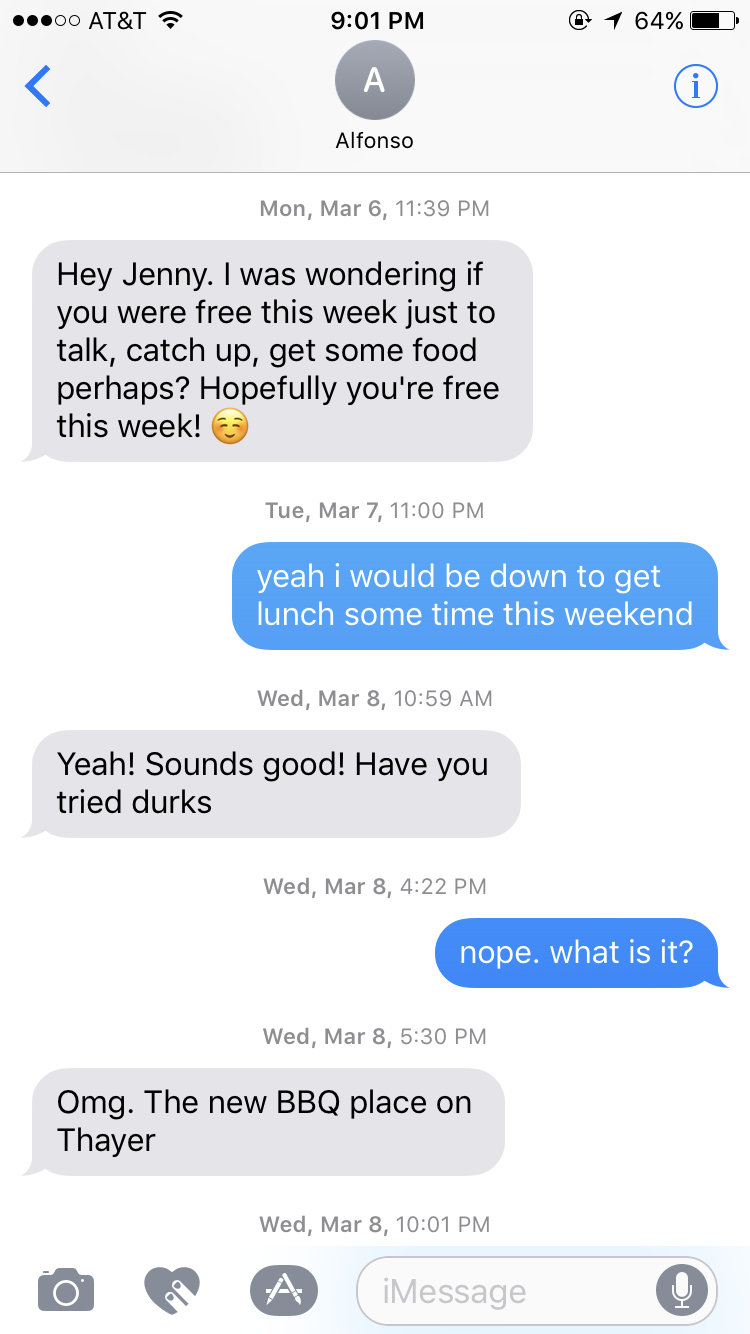 AT&T 9:01 PM 64%
A
Alfonso
Mon, Mar 6, 11:39 PM
Hey Jenny. I was wondering if
you were free this week just to
talk, catch up, get some food
perhaps? Hopefully you're free
this week! ☺️
Tue, Mar 7, 11:00 PM
yeah i would be down to get
lunch some time this weekend
Wed, Mar 8, 10:59 AM
Yeah! Sounds good! Have you
tried durks
Wed, Mar 8, 4:22 PM
nope. what is it?
Wed, Mar 8, 5:30 PM
Omg. The new BBQ place on
Thayer
Wed, Mar 8, 10:01 PM
iMessage